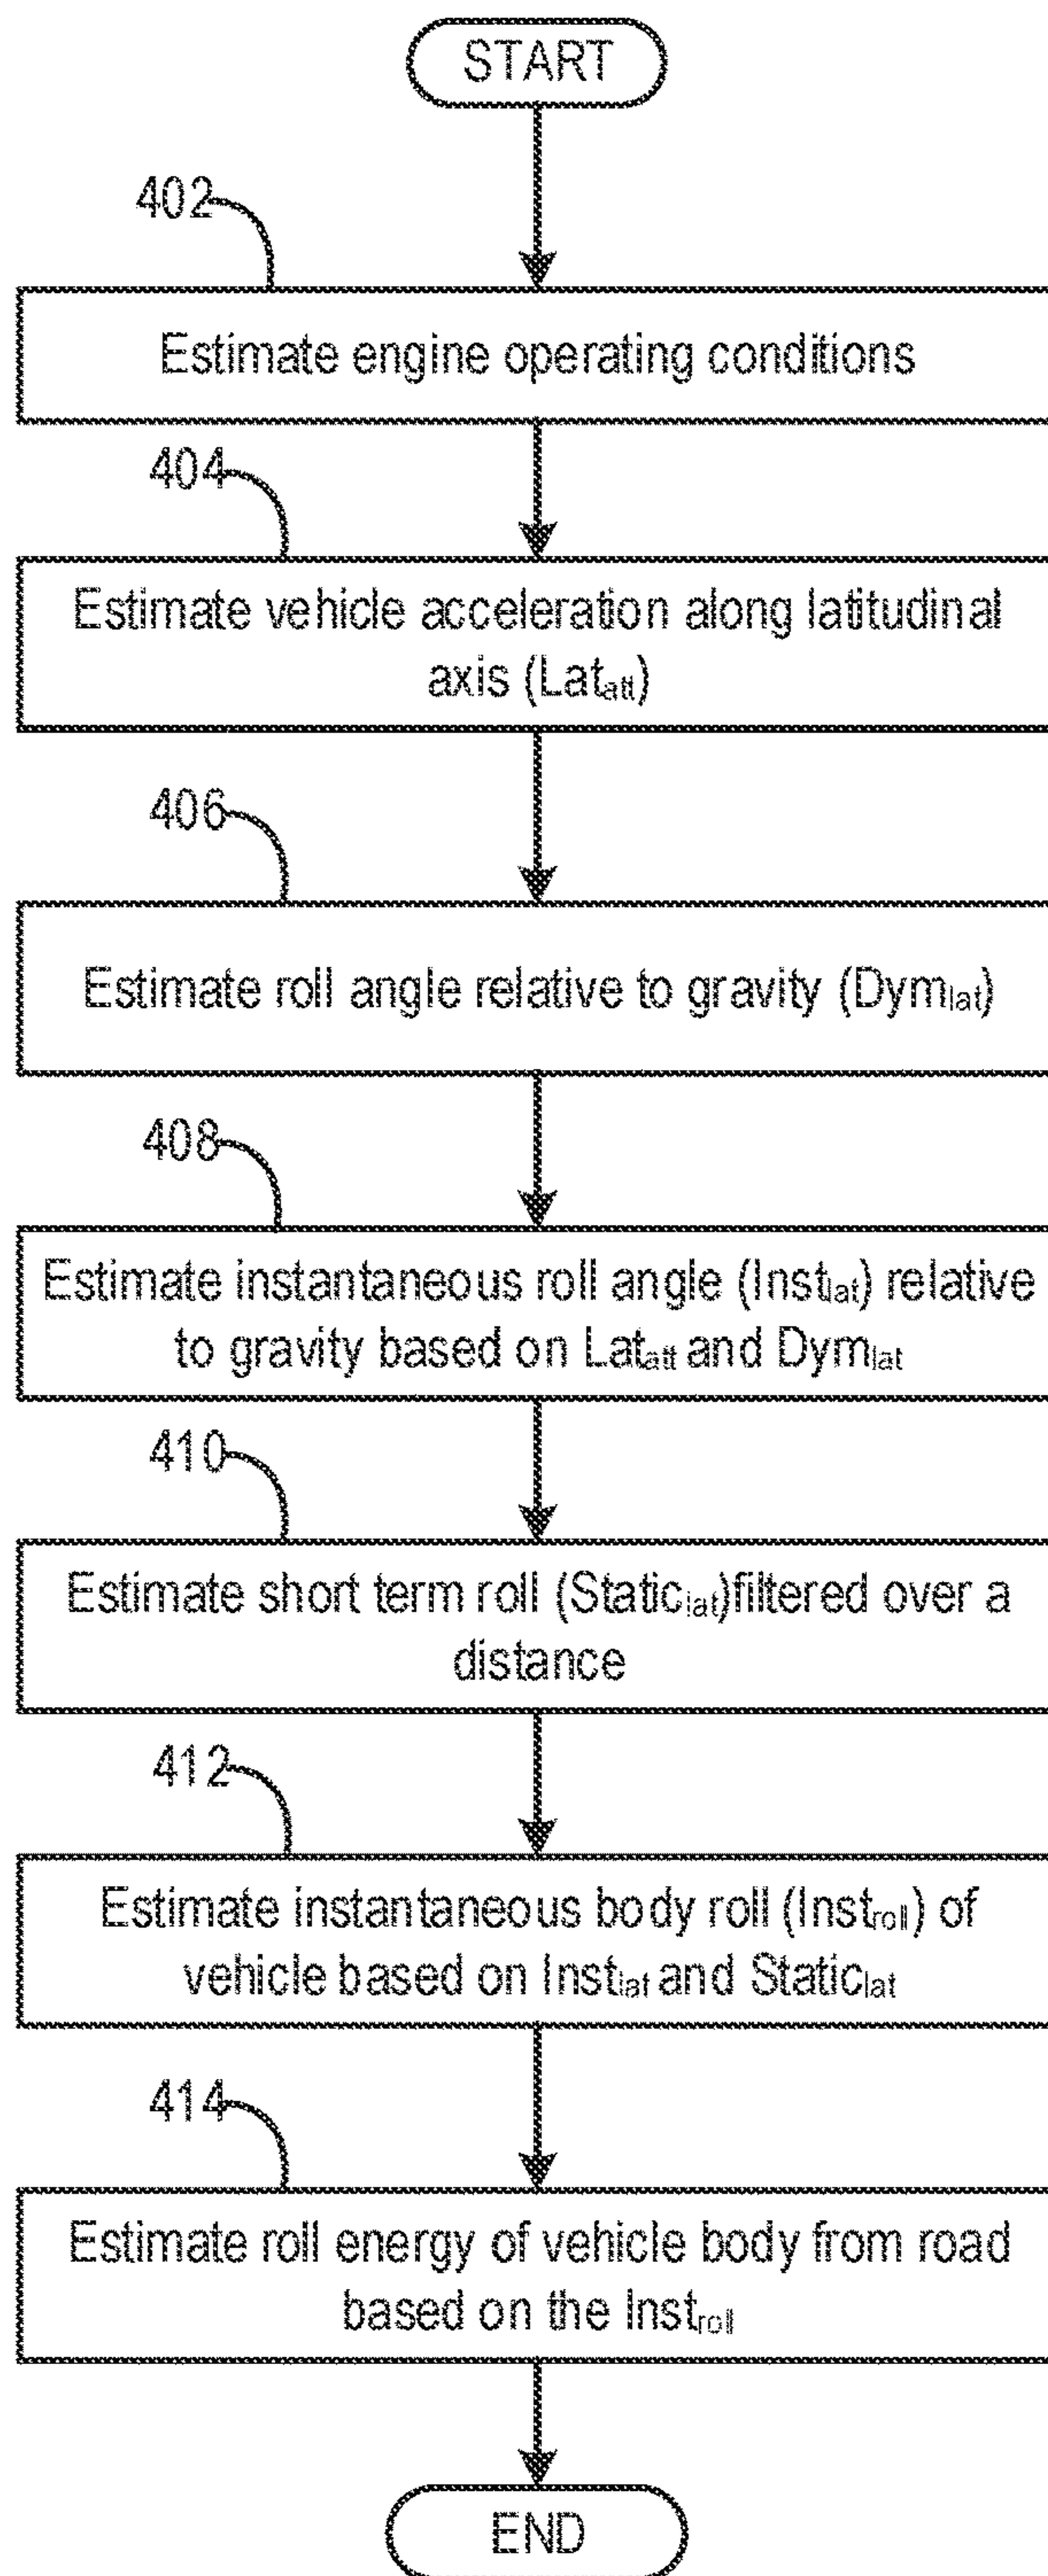 START
402
Estimate engine operating conditions
404
Estimate vehicle acceleration along latitudinal
axis (Latatt)
406
Estimate roll angle relative to gravity (Dymlat)
408
Estimate instantaneous roll angle (Instlat) relative
to gravity based on Latatt and Dymlat
410
Estimate short term roll (Staticlat)filtered over a
distance
412
Estimate instantaneous body roll (Instroll) of
vehicle based on Instlat and Staticlat
414
Estimate roll energy of vehicle body from road
based on the Instroll
END